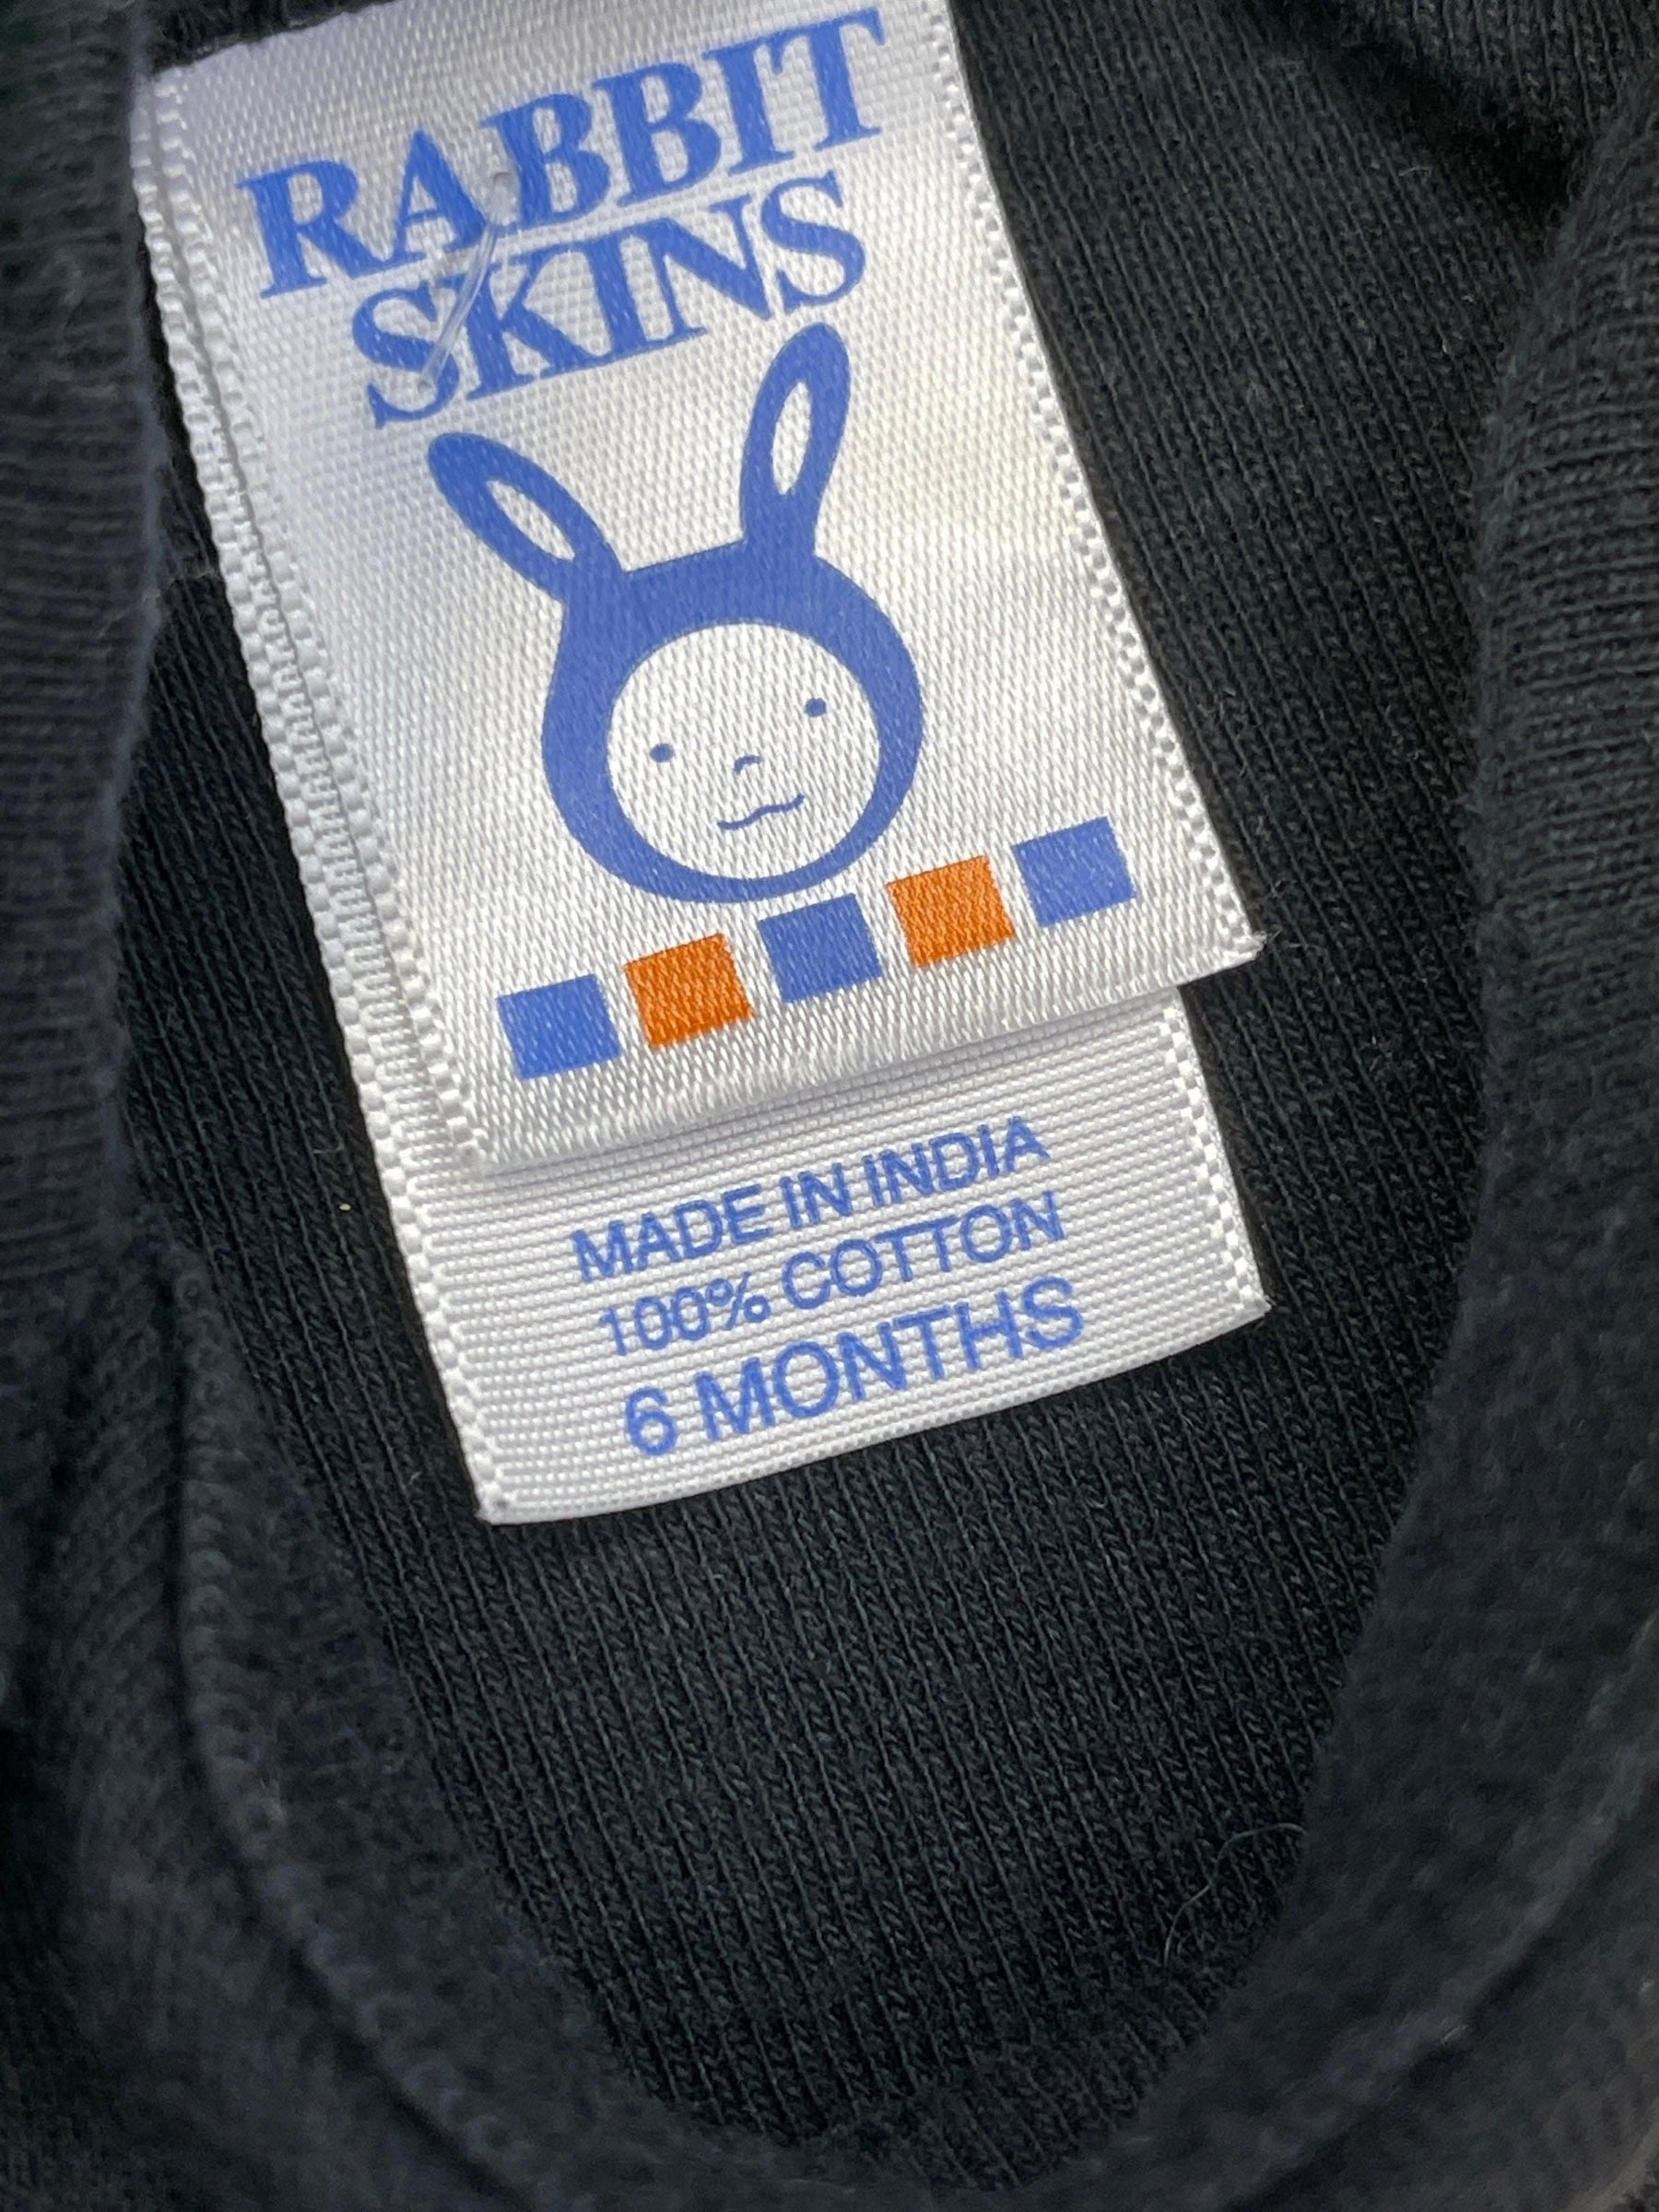 RABBIT
SKINS
MADE IN INDIA
100% COTTON
6 MONTHS